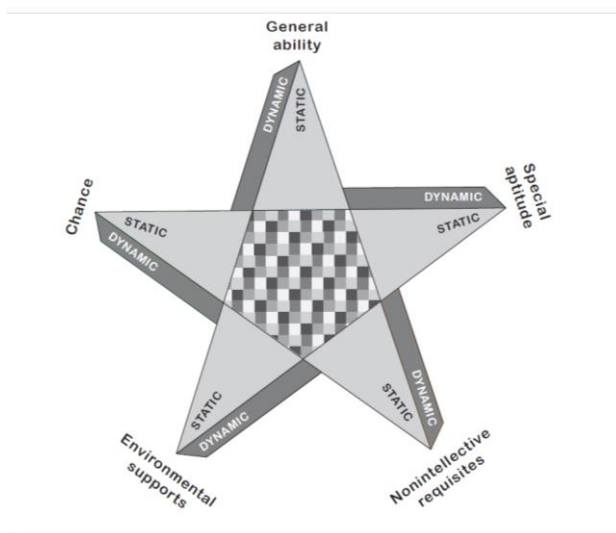 General
ability
DYNAMIC
STATIC
DYNAMIC
STATIC
Special
aptitude
Chance
STATIC
DYNAMIC
STATIC
DYNAMIC
Environmental
supports
STATIC
DYNAMIC
Nonintellective
requisites